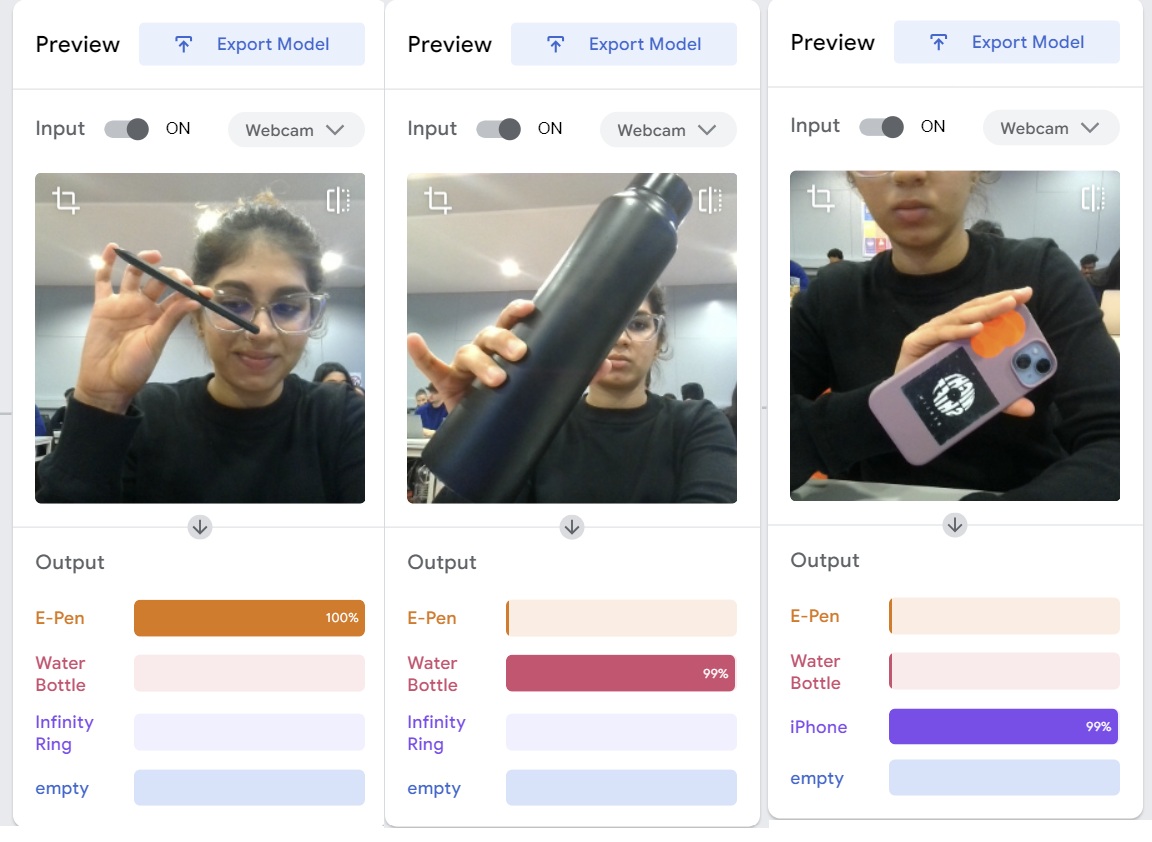 Preview
Export Model
Input
ON
Webcam
Output
E-Pen
100%
Water
Bottle
Infinity
Ring
empty
Preview
Export Model
Input
ON
Webcam
Output
E-Pen
Water
Bottle
99%
Infinity
Ring
empty
Preview
Export Model
Input
ON
Webcam
Output
E-Pen
Water
Bottle
iPhone
99%
empty